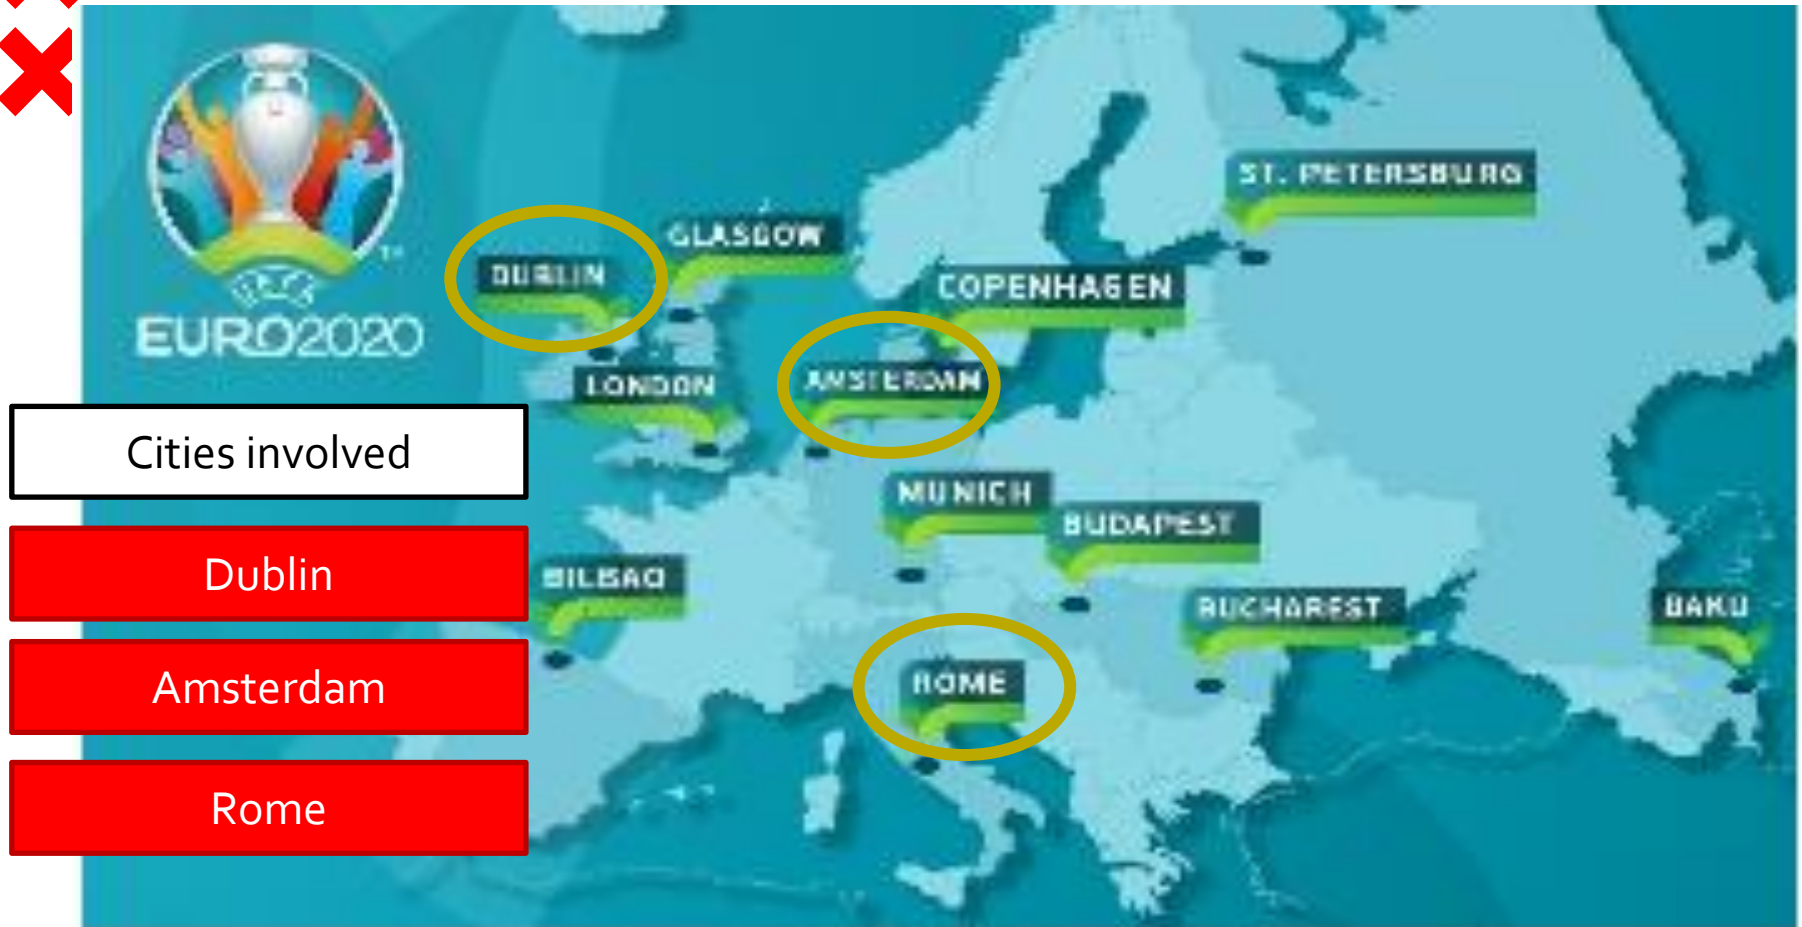 ST. PETERSBURG
GLASGOW
DUBLIN
COPENHAGEN
UEFA
EURO2020
LONDON
AMSTERDAM
Cities involved
MUNICH
BUDAPEST
Dublin
BILBAO
BUCHAREST
BAKU
Amsterdam
ROME
Rome